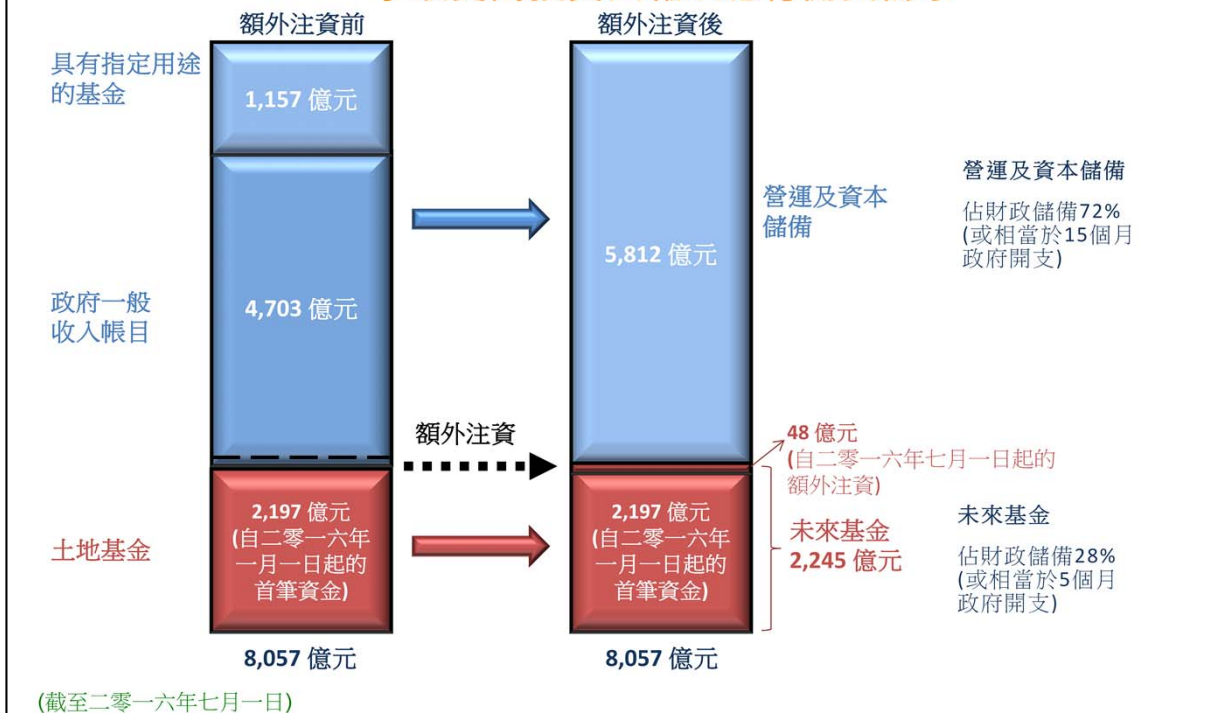 額外注資前
額外注資後
具有指定用途
的基金
1,157 億元
政府一般
收入帳目
4,703 億元
土地基金
2,197 億元
(自二零一六年
一月一日起的
首筆資金)
8,057 億元
額外注資
5,812 億元
2,197 億元
(自二零一六年
一月一日起的
首筆資金)
8,057 億元
營運及資本
儲備
營運及資本儲備
佔財政儲備72%
(或相當於15個月
政府開支)
48 億元
(自二零一六年七月一日起的
額外注資)
未來基金
2,245 億元
未來基金
佔財政儲備28%
(或相當於5個月
政府開支)
(截至二零一六年七月一日)